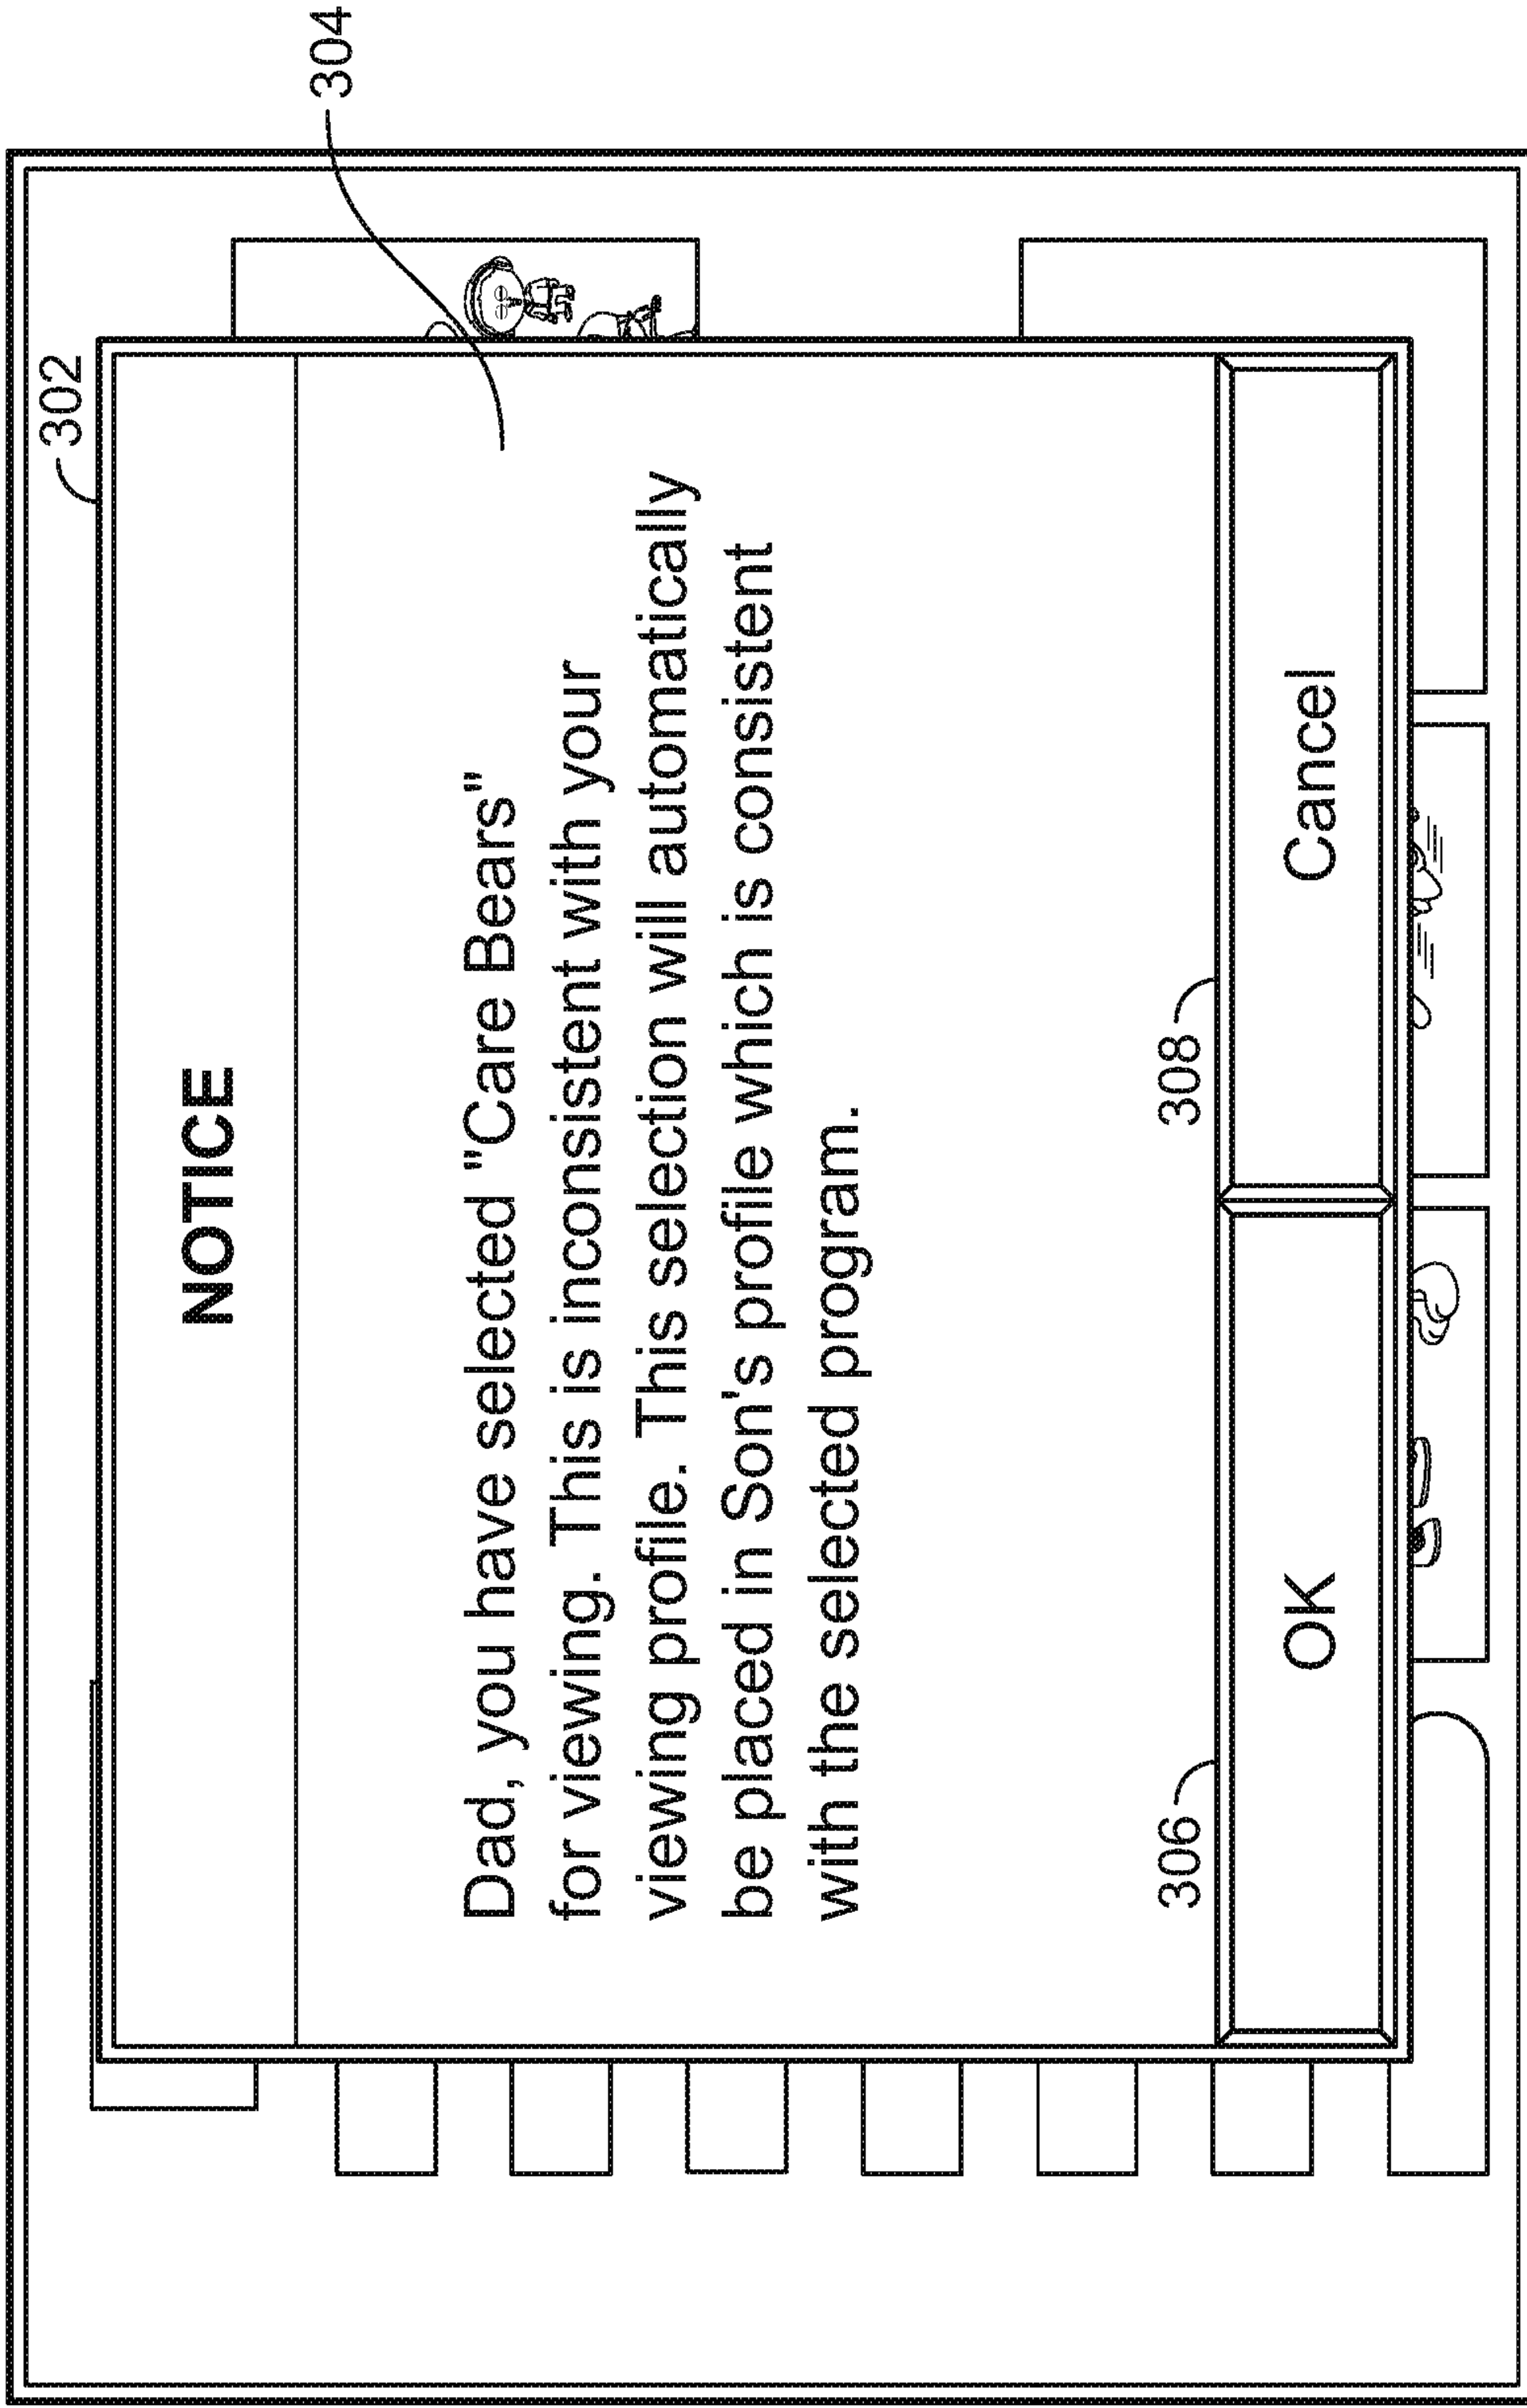 302
304
NOTICE
Dad, you have selected "Care Bears"
for viewing. This is inconsistent with your
viewing profile. This selection will automatically
be placed in Son's profile which is consistent
with the selected program.
306
308
OK
Cancel